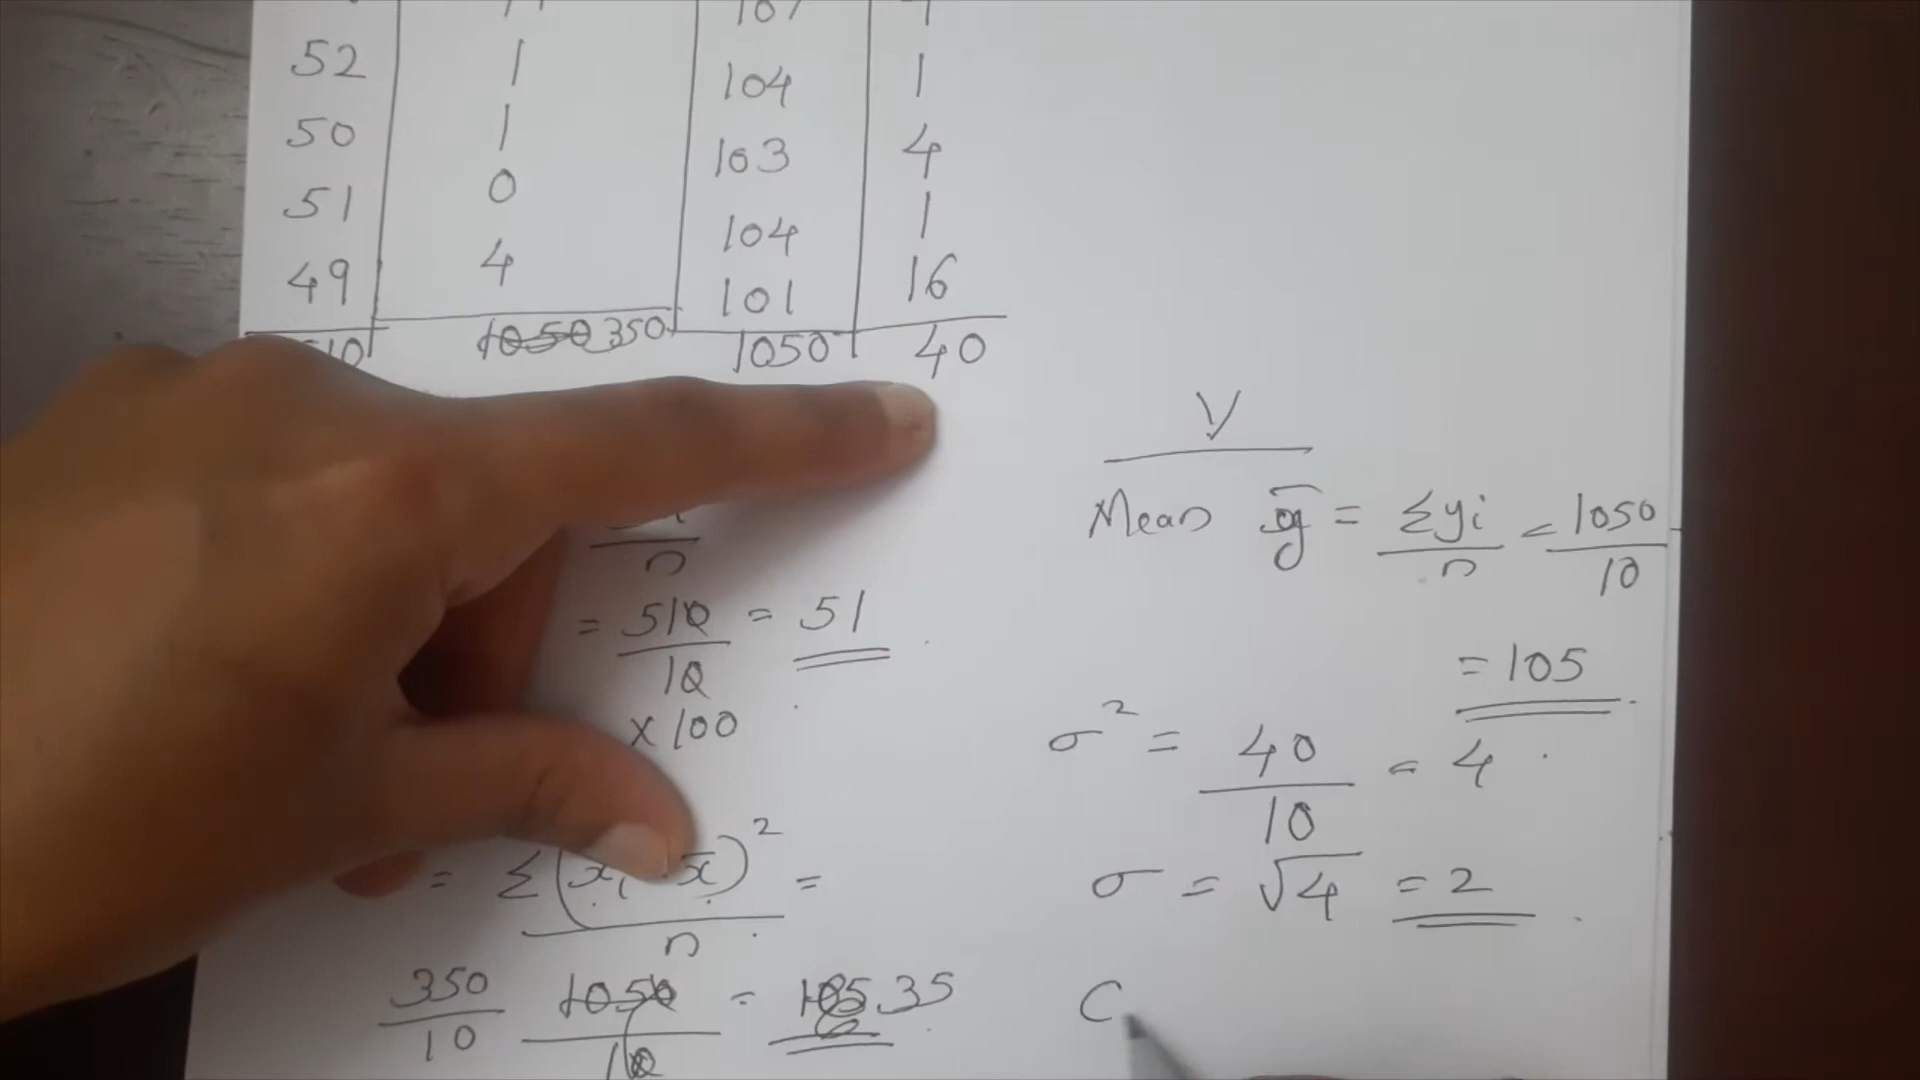 107
52 1 104 1
50 1 103 4
51 0 104 1
49 4 101 16
510 1050 350 1050 40
y
Mean ȳ = Σyi / n = 1050 / 10
n
= 510 / 10 = 51
= 105
× 100
σ² = 40 / 10 = 4
= Σ(xi - x̄)² / n =
σ = √4 = 2
350 / 10 1050 / 10 = 105 35
C